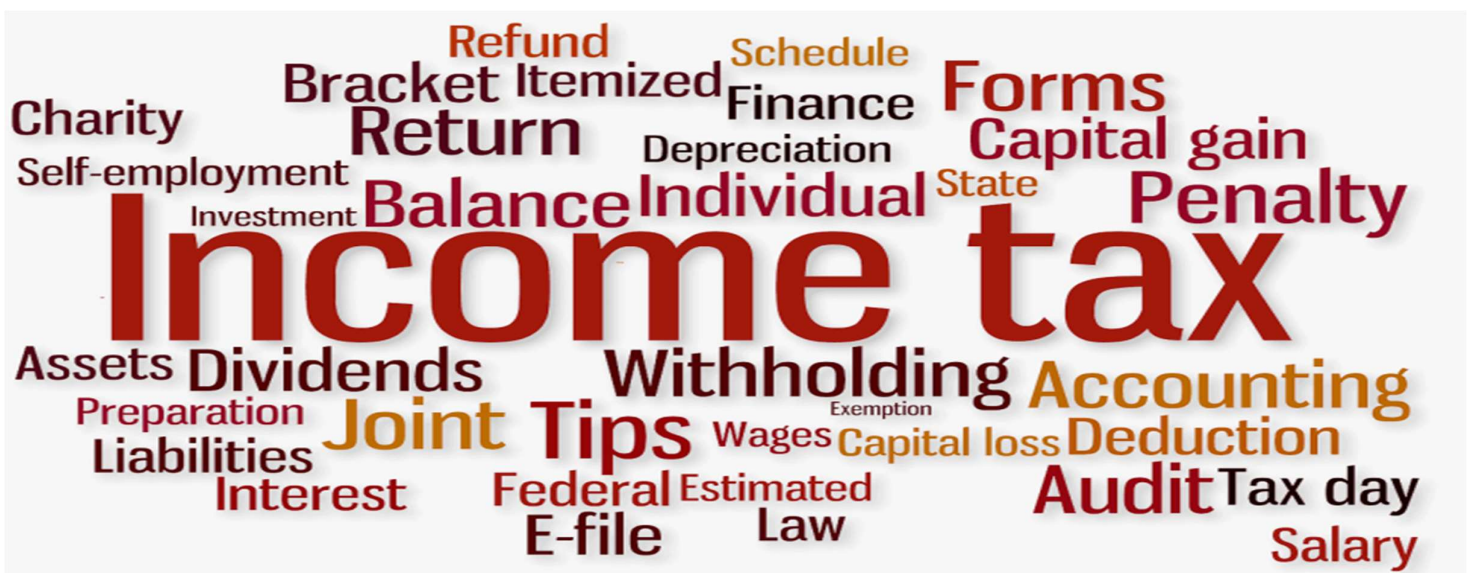 Refund Schedule
Bracket Itemized Finance Forms
Charity Return Depreciation Capital gain
Self-employment Balance Individual State Penalty
Investment
Income tax
Assets Dividends Withholding Accounting
Preparation Joint Tips Exemption
Liabilities Wages Capital loss Deduction
Interest Federal Estimated Audit Tax day
E-file Law
Salary